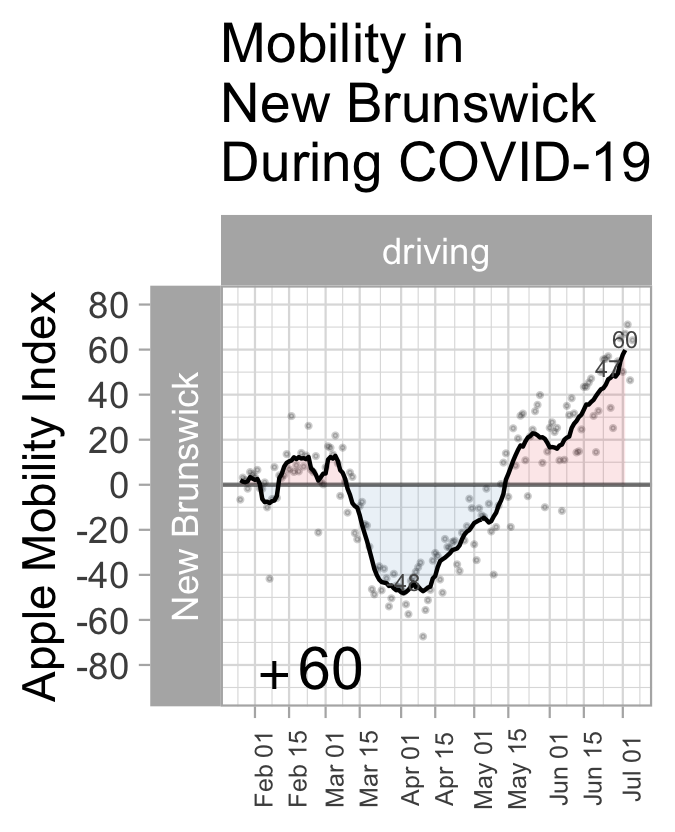 Mobility in
New Brunswick
During COVID-19
driving
Apple Mobility Index
New Brunswick
80
60
40
20
0
-20
-40
-60
-80
60
47
-48
+60
Feb 01
Feb 15
Mar 01
Mar 15
Apr 01
Apr 15
May 01
May 15
Jun 01
Jun 15
Jul 01